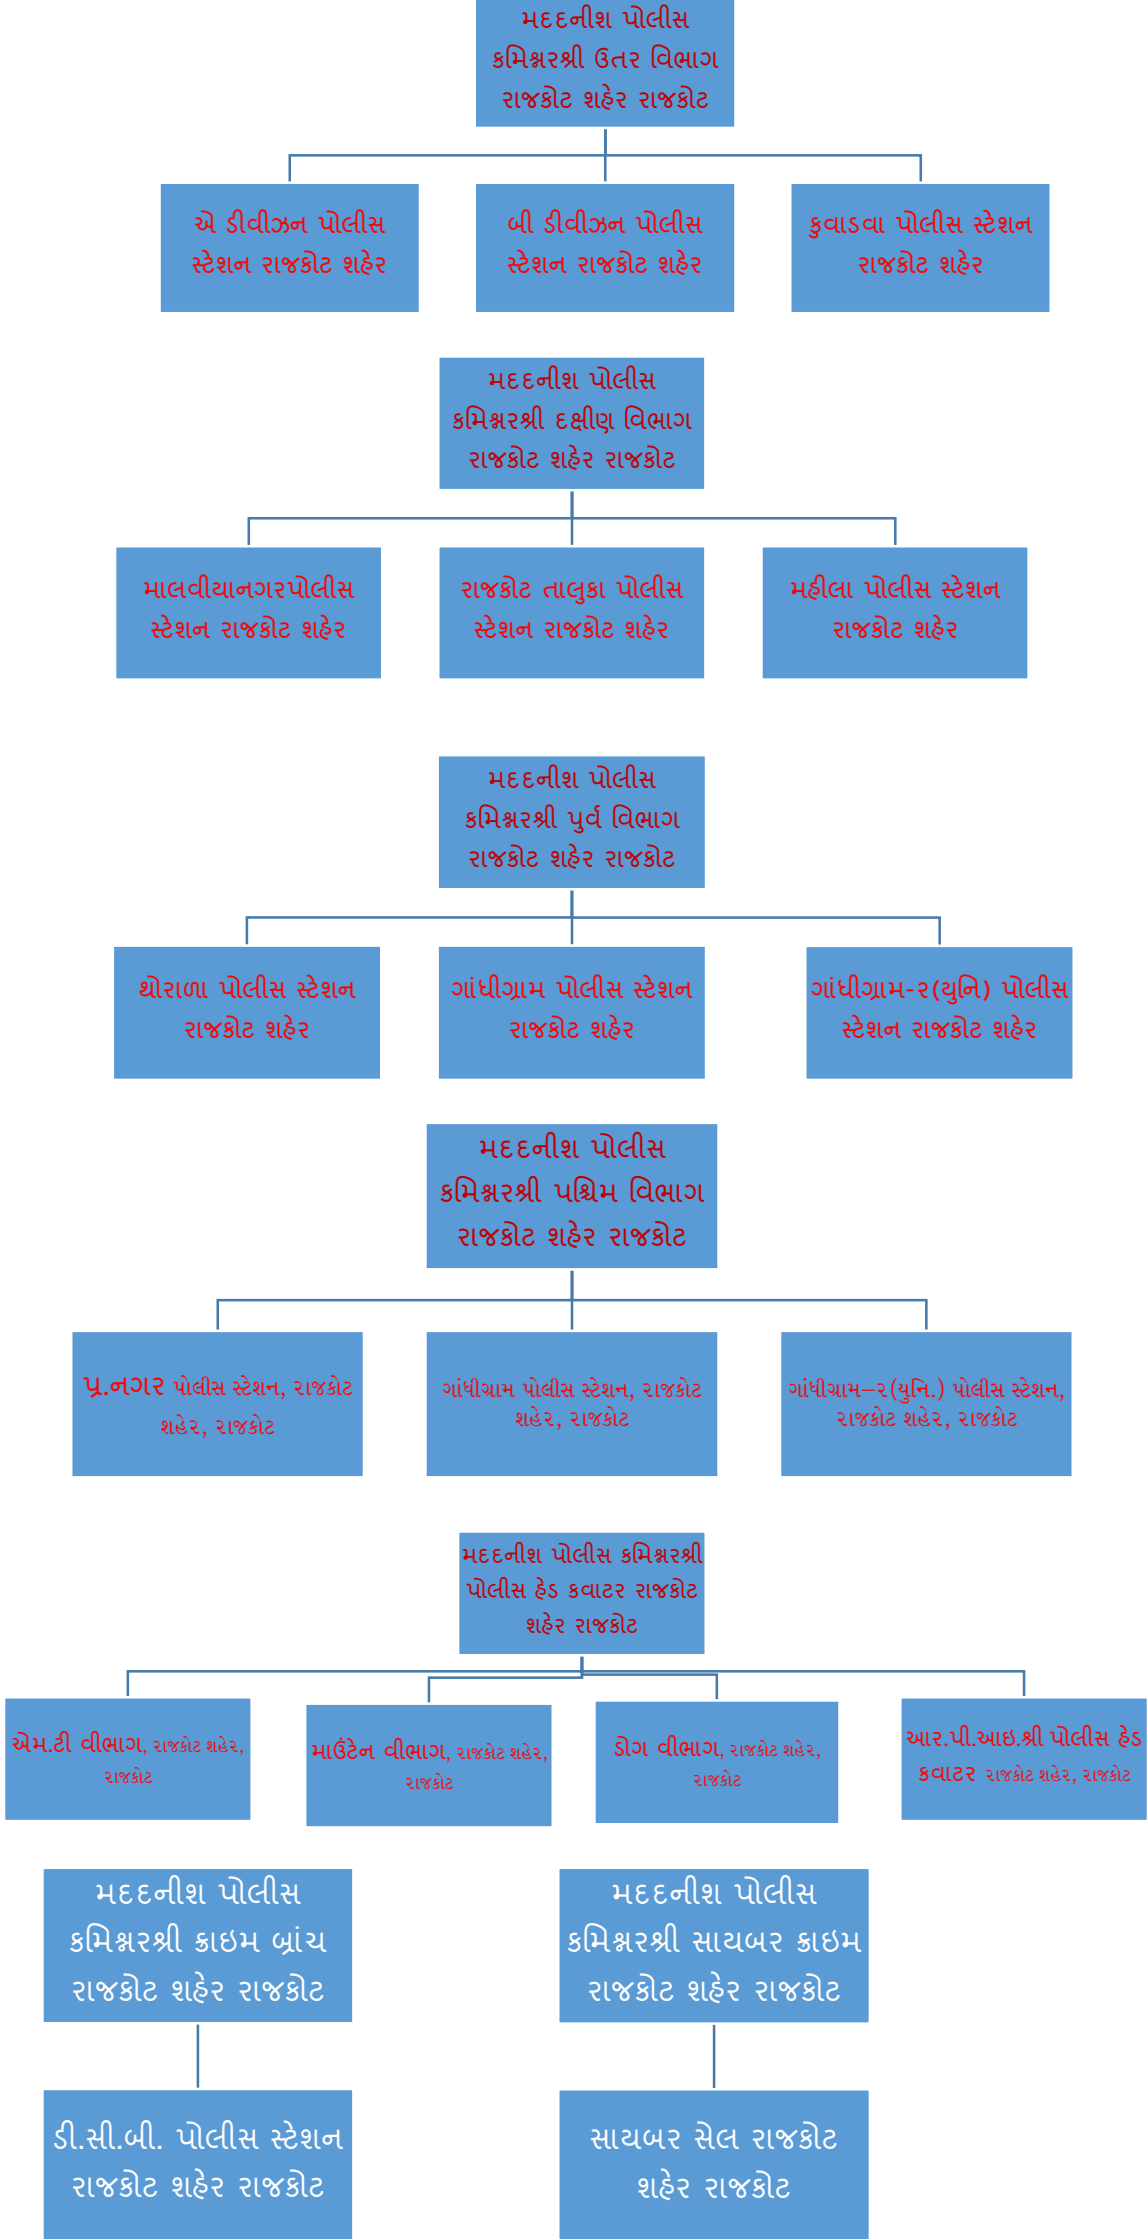 મદદનીશ પોલીસ
કમિશ્નરશ્રી ઉતર વિભાગ
રાજકોટ શહેર રાજકોટ
એ ડીવીઝન પોલીસ
સ્ટેશન રાજકોટ શહેર
બી ડીવીઝન પોલીસ
સ્ટેશન રાજકોટ શહેર
કુવાડવા પોલીસ સ્ટેશન
રાજકોટ શહેર
મદદનીશ પોલીસ
કમિશ્નરશ્રી દક્ષીણ વિભાગ
રાજકોટ શહેર રાજકોટ
માલવીયાનગરપોલીસ
સ્ટેશન રાજકોટ શહેર
રાજકોટ તાલુકા પોલીસ
સ્ટેશન રાજકોટ શહેર
મહીલા પોલીસ સ્ટેશન
રાજકોટ શહેર
મદદનીશ પોલીસ
કમિશ્નરશ્રી પુર્વ વિભાગ
રાજકોટ શહેર રાજકોટ
થોરાળા પોલીસ સ્ટેશન
રાજકોટ શહેર
ગાંધીગ્રામ પોલીસ સ્ટેશન
રાજકોટ શહેર
ગાંધીગ્રામ-૨(યુનિ) પોલીસ
સ્ટેશન રાજકોટ શહેર
મદદનીશ પોલીસ
કમિશ્નરશ્રી પશ્ચિમ વિભાગ
રાજકોટ શહેર રાજકોટ
પ્ર.નગર પોલીસ સ્ટેશન, રાજકોટ
શહેર, રાજકોટ
ગાંધીગ્રામ પોલીસ સ્ટેશન, રાજકોટ
શહેર, રાજકોટ
ગાંધીગ્રામ–૨(યુનિ.) પોલીસ સ્ટેશન,
રાજકોટ શહેર, રાજકોટ
મદદનીશ પોલીસ કમિશ્નરશ્રી
પોલીસ હેડ કવાટર રાજકોટ
શહેર રાજકોટ
એમ.ટી વીભાગ, રાજકોટ શહેર,
રાજકોટ
માઉંટેન વીભાગ, રાજકોટ શહેર,
રાજકોટ
ડોગ વીભાગ, રાજકોટ શહેર,
રાજકોટ
આર.પી.આઇ.શ્રી પોલીસ હેડ
કવાટર રાજકોટ શહેર, રાજકોટ
મદદનીશ પોલીસ
કમિશ્નરશ્રી ક્રાઇમ બ્રાંચ
રાજકોટ શહેર રાજકોટ
મદદનીશ પોલીસ
કમિશ્નરશ્રી સાયબર ક્રાઇમ
રાજકોટ શહેર રાજકોટ
ડી.સી.બી. પોલીસ સ્ટેશન
રાજકોટ શહેર રાજકોટ
સાયબર સેલ રાજકોટ
શહેર રાજકોટ